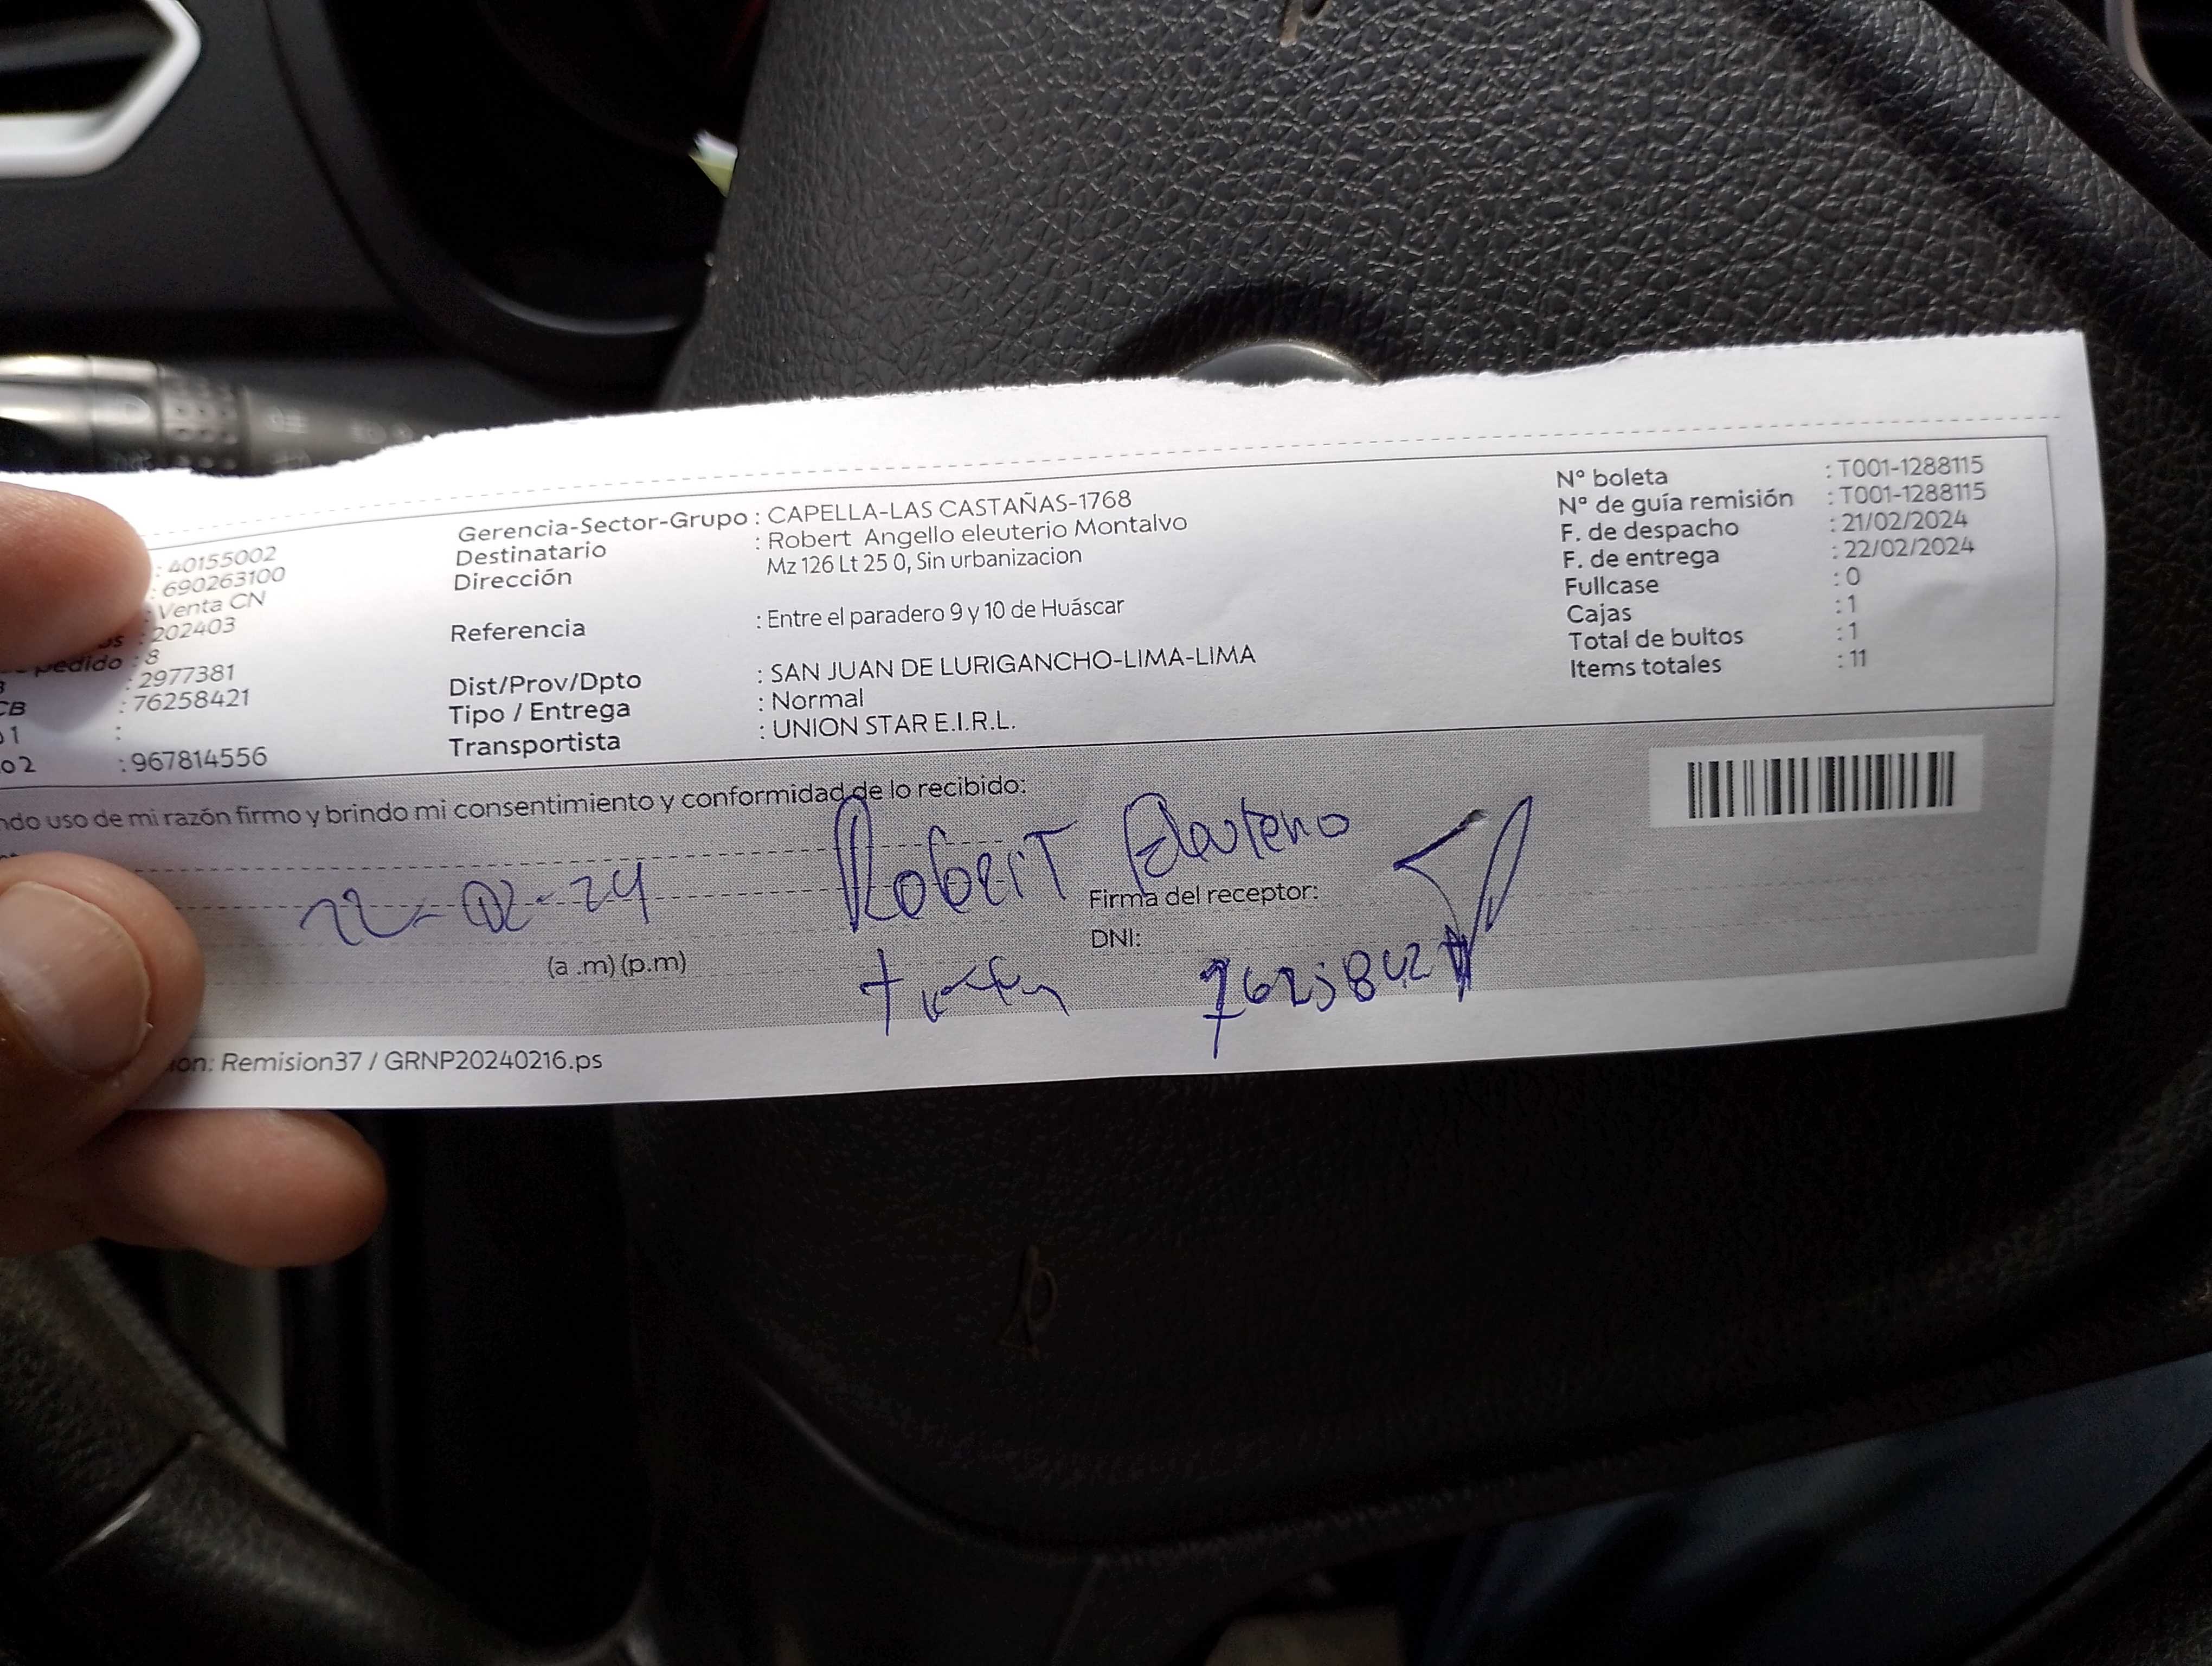 : 40155002
: 690263100
: Venta CN
: 202403
pedido : 8
: 2977381
CB : 76258421
:
: 967814556
Gerencia-Sector-Grupo : CAPELLA-LAS CASTAÑAS-1768
Destinatario : Robert Angello eleuterio Montalvo
Dirección Mz 126 Lt 25 0, Sin urbanizacion
Referencia : Entre el paradero 9 y 10 de Huáscar
Dist/Prov/Dpto : SAN JUAN DE LURIGANCHO-LIMA-LIMA
Tipo / Entrega : Normal
Transportista : UNION STAR E.I.R.L.
Nº boleta : T001-1288115
Nº de guía remisión : T001-1288115
F. de despacho : 21/02/2024
F. de entrega : 22/02/2024
Fullcase : 0
Cajas : 1
Total de bultos : 1
Items totales : 11
uso de mi razón firmo y brindo mi consentimiento y conformidad de lo recibido:
Robert Eleuterio
22-02-24
Firma del receptor:
DNI: 76258421
(a .m) (p.m)
Remision37 / GRNP20240216.ps